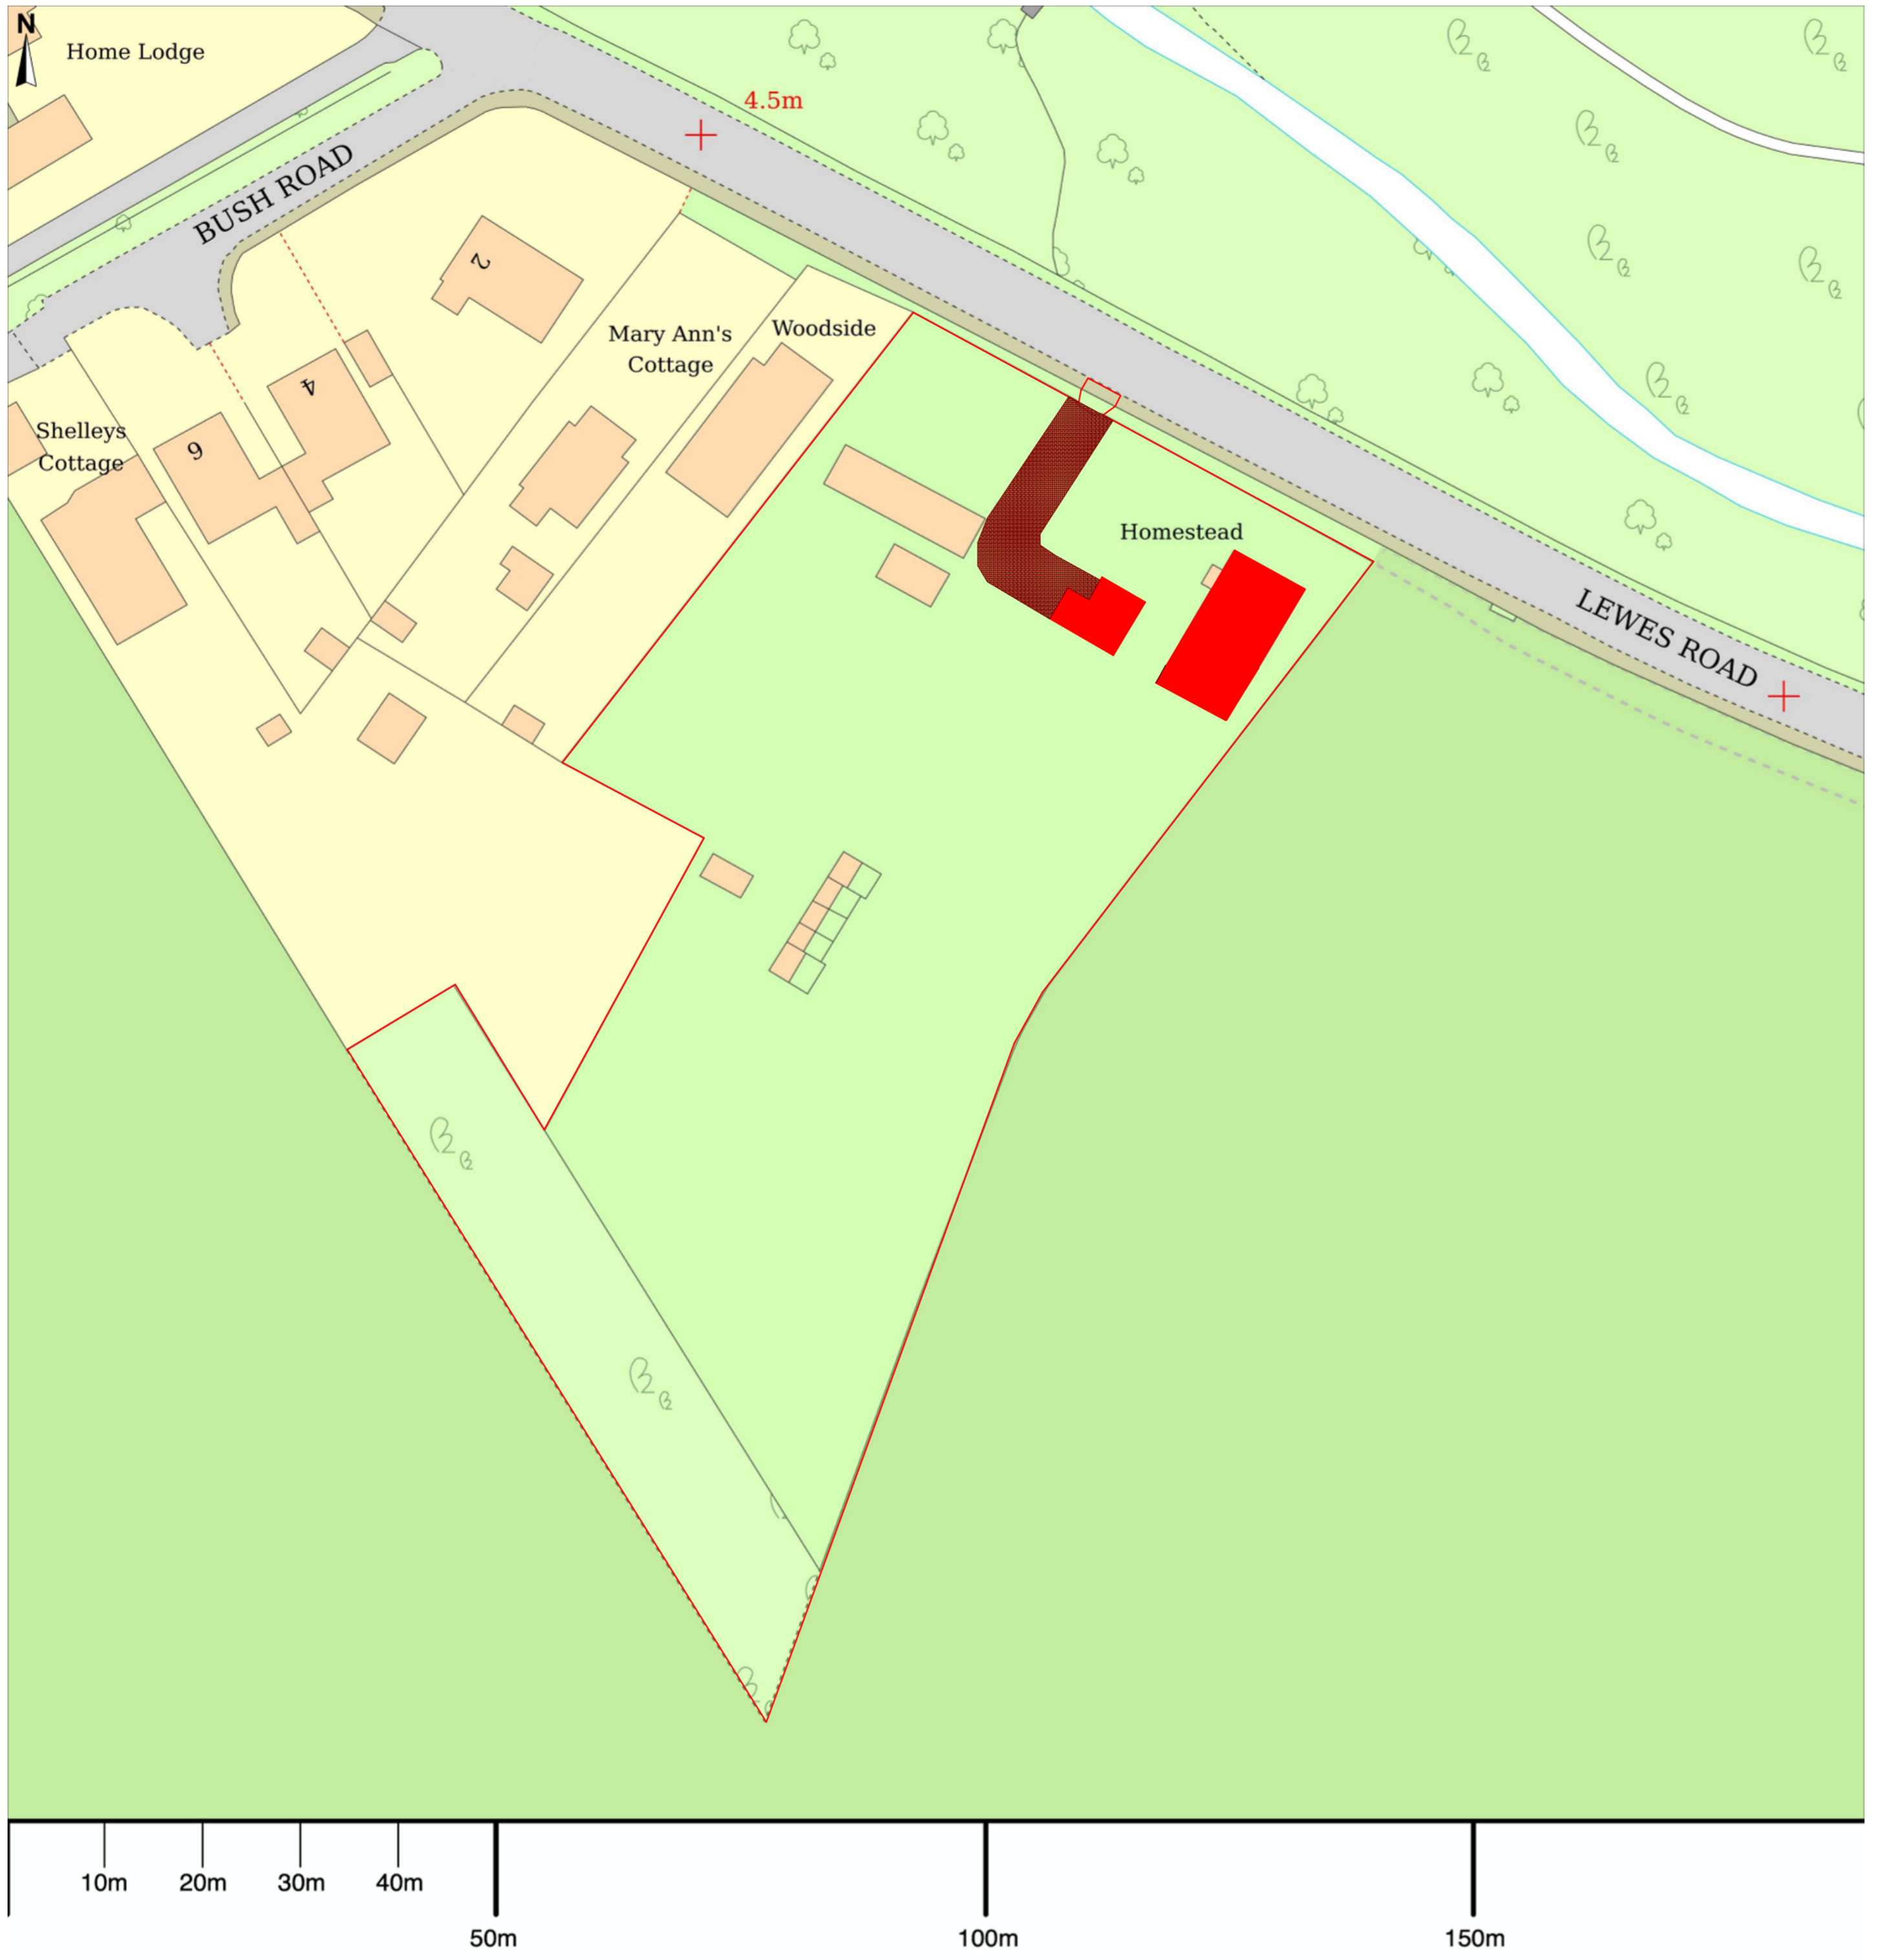 N
Home Lodge
4.5m
BUSH ROAD
2
Mary Ann's
Cottage
Woodside
4
6
Shelleys
Cottage
Homestead
LEWES ROAD
10m
20m
30m
40m
50m
100m
150m